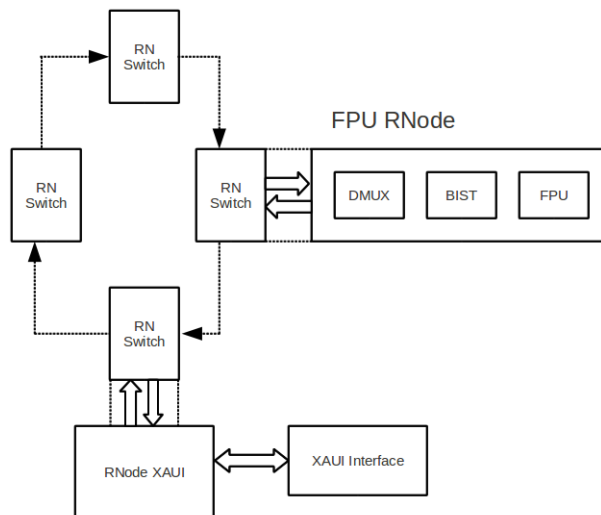 RN
Switch
FPU RNode
RN
Switch
RN
Switch
DMUX
BIST
FPU
RN
Switch
RNode XAUI
XAUI Interface